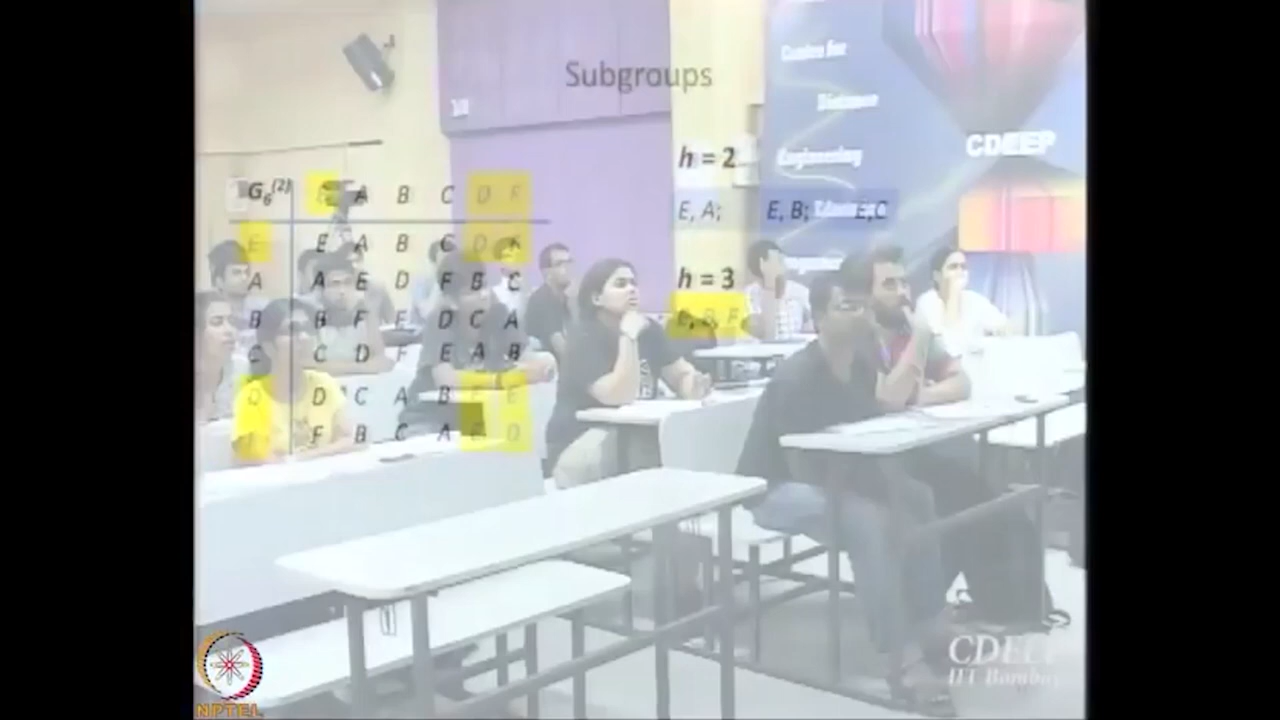 Subgroups
Centre for
Distance
Engineering
CDEEP
h = 2
G6(2) E A B C D F
E, A; E, B; E,C
E E A B C D F
h = 3
A A E D F B C
E, D, F
B B F E D C A
C C D F E A B
D D C A B F E
F F B C A E D
CDEEP
IIT Bombay
NPTEL